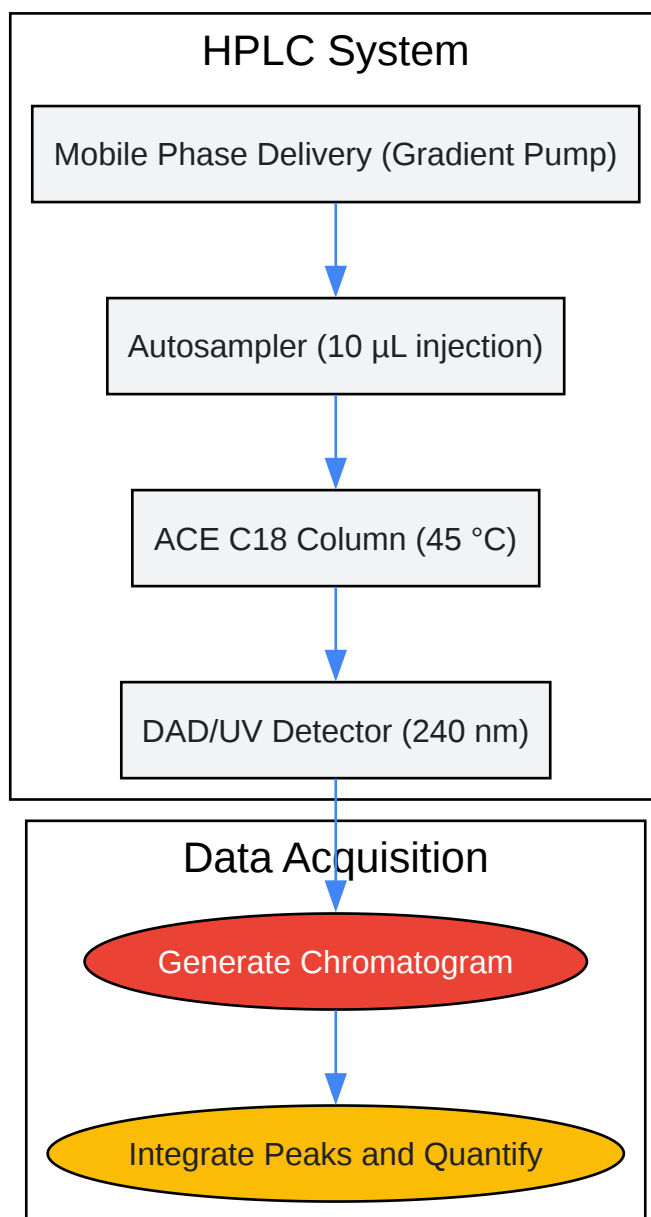 HPLC System
Mobile Phase Delivery (Gradient Pump)
Autosampler (10 µL injection)
ACE C18 Column (45 °C)
DAD/UV Detector (240 nm)
Data Acquisition
Generate Chromatogram
Integrate Peaks and Quantify